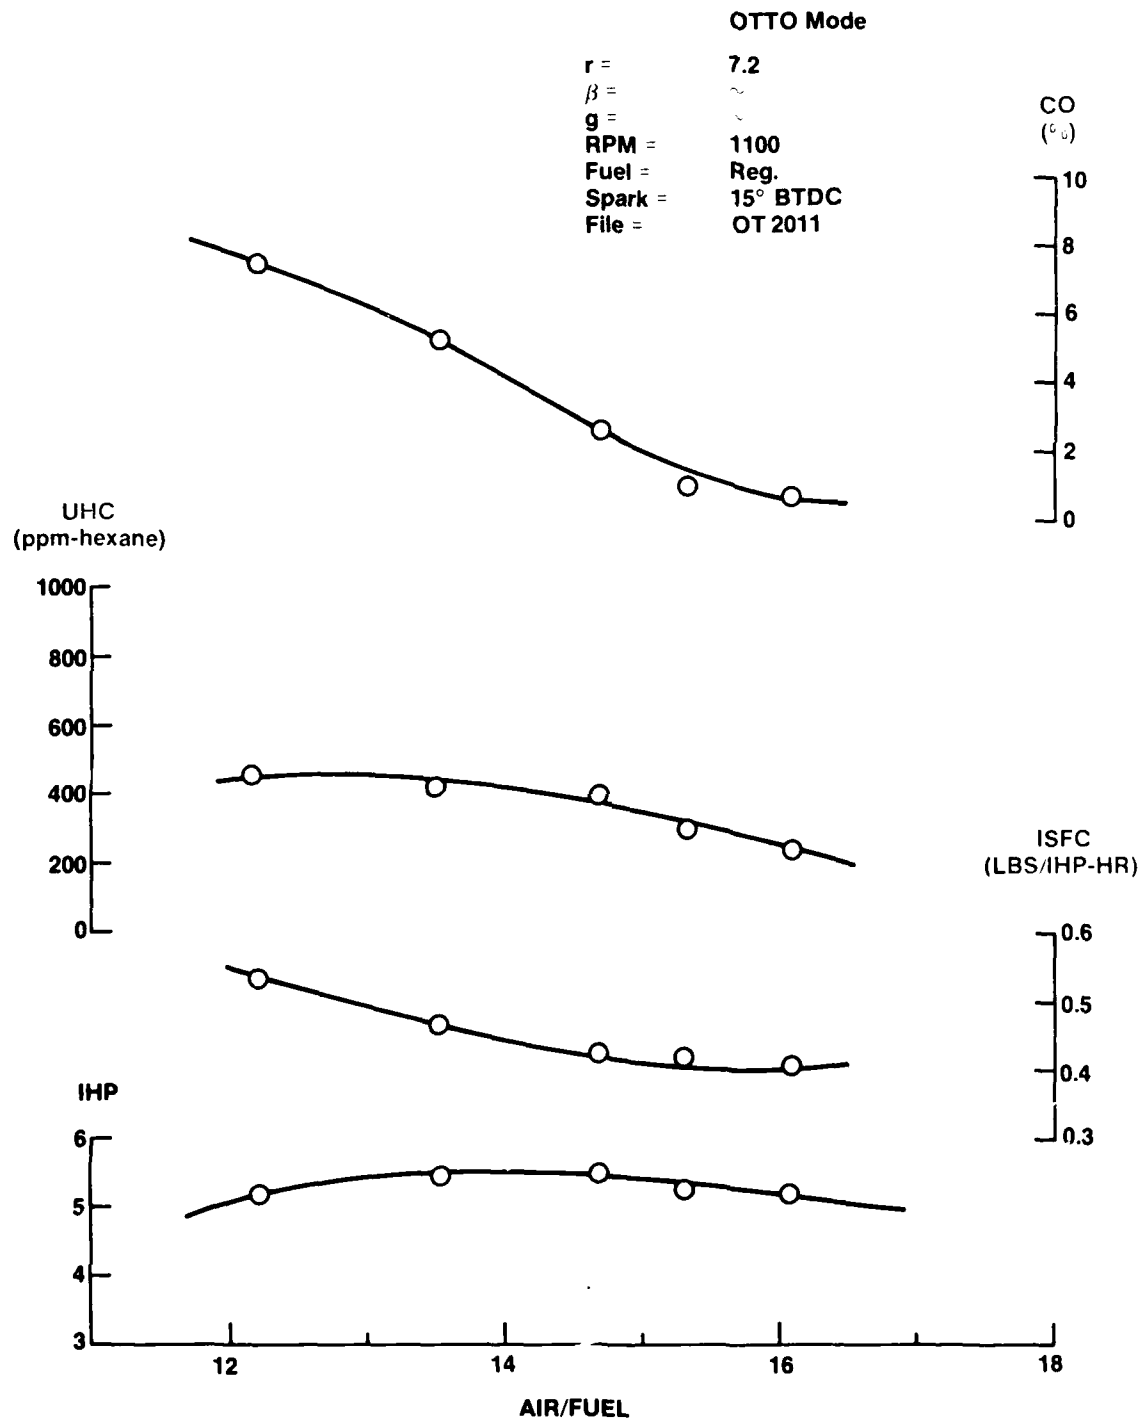 OTTO Mode
r = 7.2
β = ~
g = ~
RPM = 1100
Fuel = Reg.
Spark = 15° BTDC
File = OT 2011
CO
(%)
10
8
6
4
2
0
UHC
(ppm-hexane)
1000
800
600
400
200
0
ISFC
(LBS/IHP-HR)
0.6
0.5
0.4
0.3
IHP
6
5
4
3
12 14 16 18
AIR/FUEL